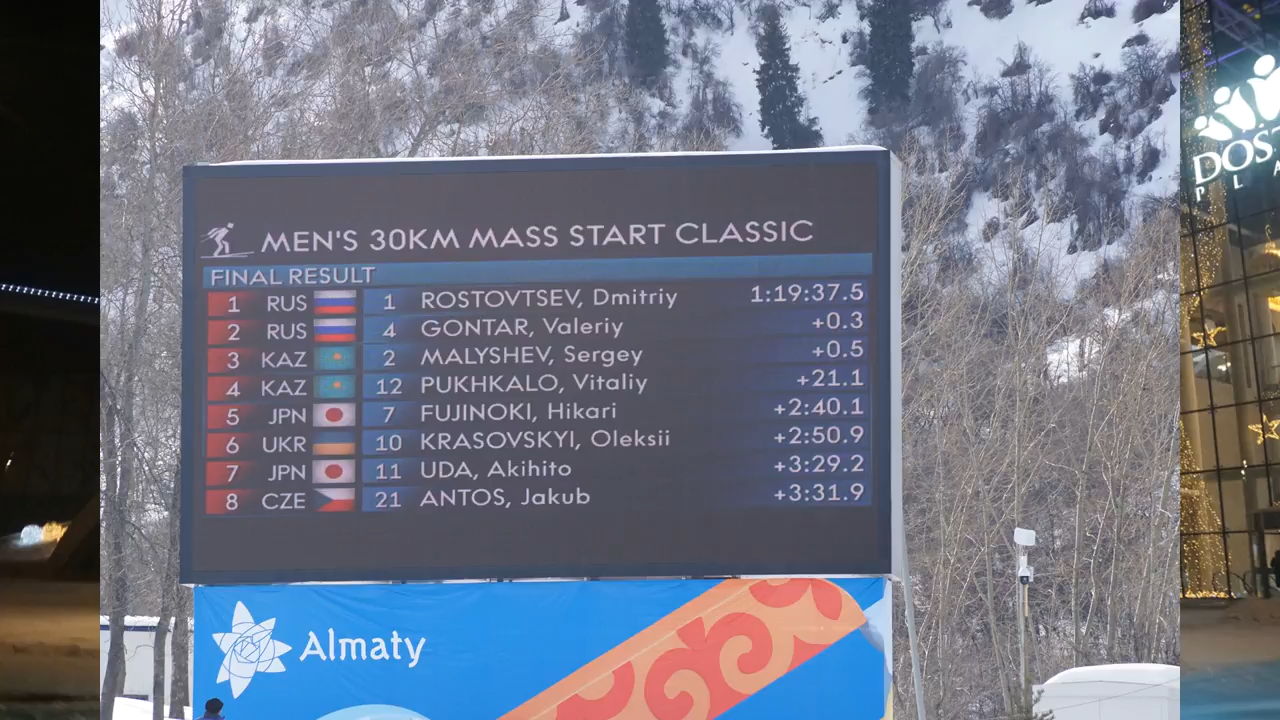 MEN'S 30KM MASS START CLASSIC
FINAL RESULT
1 RUS 1 ROSTOVTSEV, Dmitriy 1:19:37.5
2 RUS 4 GONTAR, Valeriy +0.3
3 KAZ 2 MALYSHEV, Sergey +0.5
4 KAZ 12 PUKHKALO, Vitaliy +21.1
5 JPN 7 FUJINOKI, Hikari +2:40.1
6 UKR 10 KRASOVSKYI, Oleksii +2:50.9
7 JPN 11 UDA, Akihito +3:29.2
8 CZE 21 ANTOS, Jakub +3:31.9
Almaty